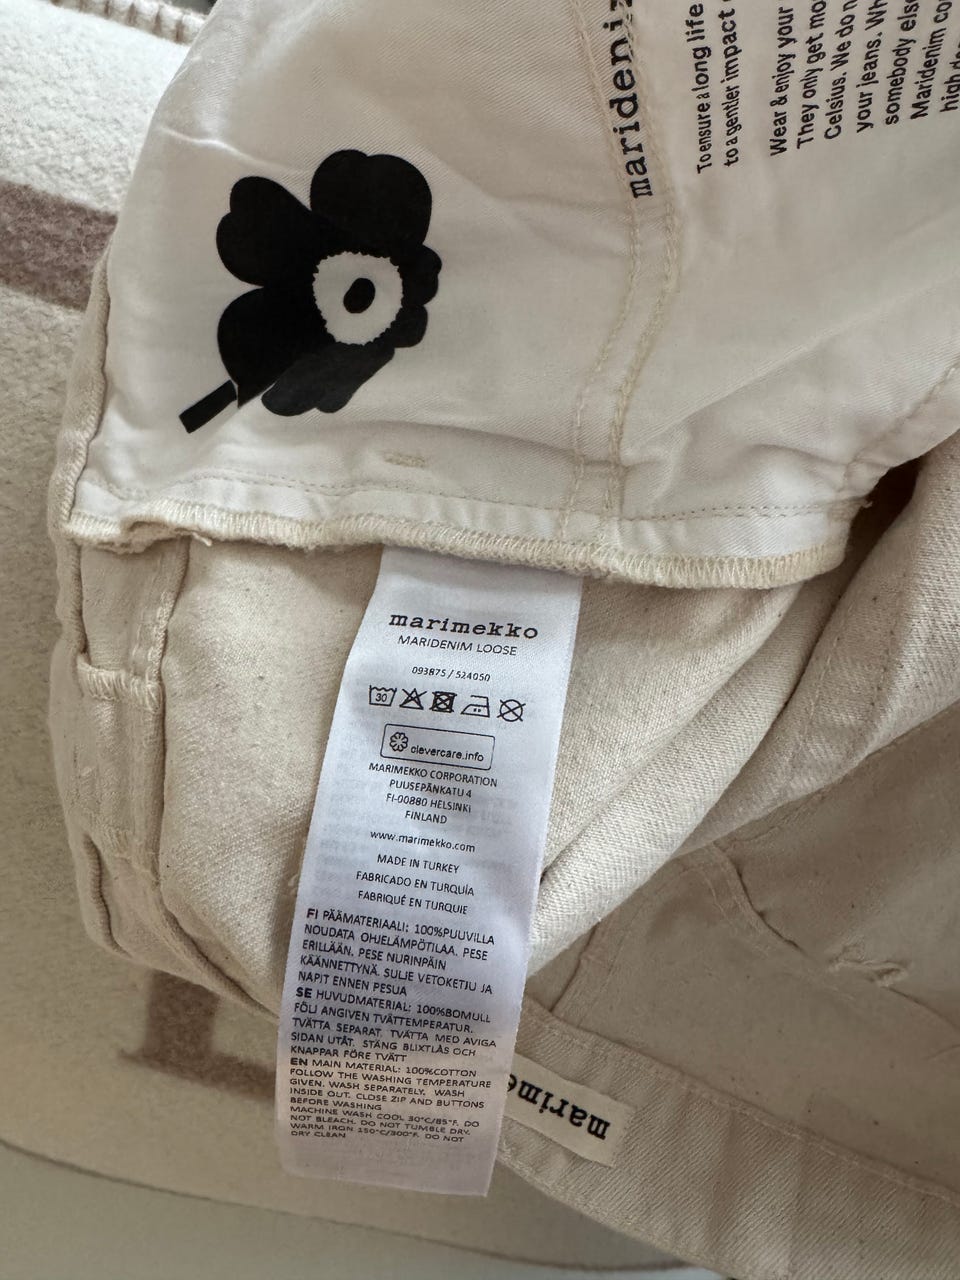 maridenim
To ensure a long life
to a gentler impact
Wear & enjoy your
They only get mo
Celsius. We do n
your jeans. Wh
somebody else
Maridenim co
marimekko
MARIDENIM LOOSE
093875 / 524050
30
clevercare.info
MARIMEKKO CORPORATION
PUUSEPÄNKATU 4
FI-00880 HELSINKI
FINLAND
www.marimekko.com
MADE IN TURKEY
FABRICADO EN TURQUÍA
FABRIQUÉ EN TURQUIE
FI PÄÄMATERIAALI: 100%PUUVILLA
NOUDATA OHJELÄMPÖTILAA. PESE
ERILLÄÄN. PESE NURINPÄIN
KÄÄNNETTYNÄ. SULJE VETOKETJU JA
NAPIT ENNEN PESUA
SE HUVUDMATERIAL: 100%BOMULL
FÖLJ ANGIVEN TVÄTTEMPERATUR.
TVÄTTA SEPARAT. TVÄTTA MED AVIGA
SIDAN UTÅT. STÄNG BLIXTLÅS OCH
KNAPPAR FÖRE TVÄTT
EN MAIN MATERIAL: 100%COTTON
FOLLOW THE WASHING TEMPERATURE
GIVEN. WASH SEPARATELY. WASH
INSIDE OUT. CLOSE ZIP AND BUTTONS
BEFORE WASHING
MACHINE WASH COOL 30°C/85°F. DO
NOT BLEACH. DO NOT TUMBLE DRY.
WARM IRON 150°C/300°F. DO NOT
DRY CLEAN
marime